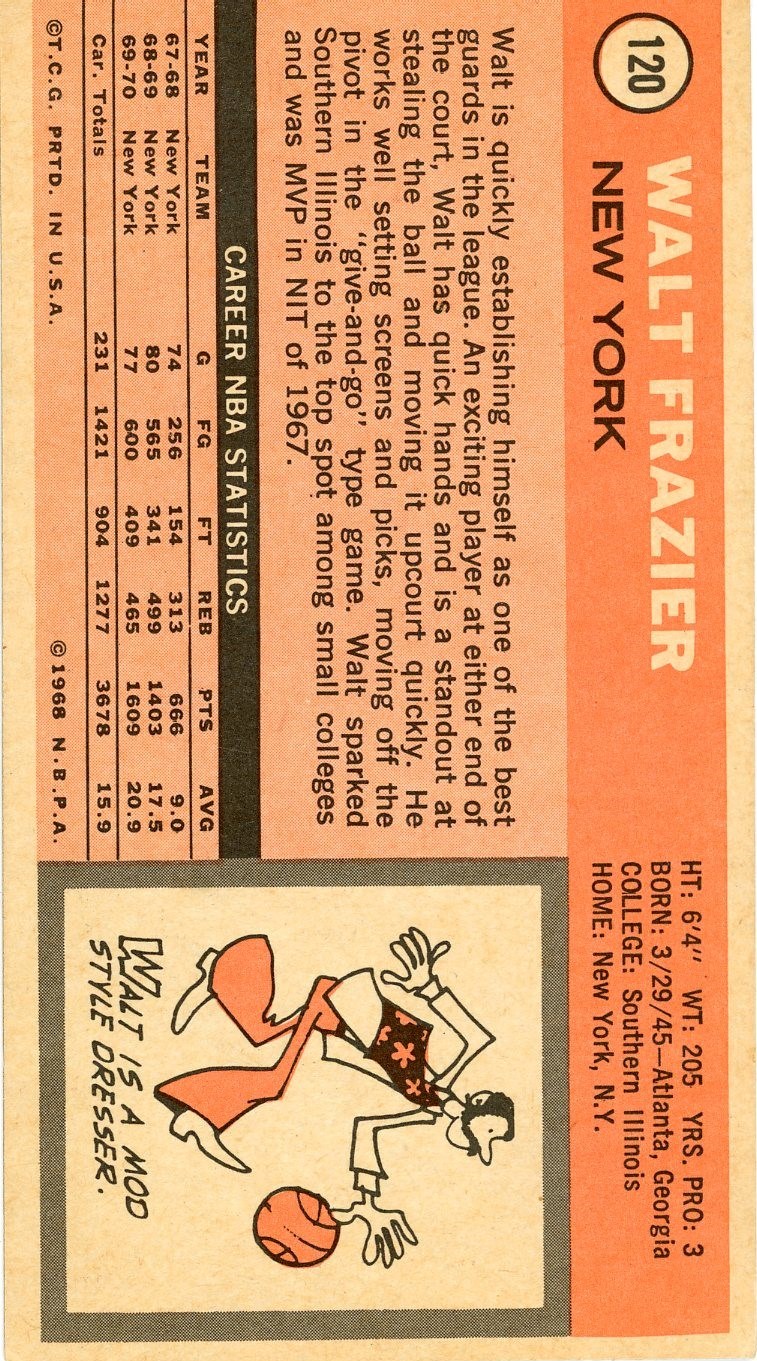 120
WALT FRAZIER
NEW YORK
HT: 6'4" WT: 205 YRS. PRO: 3
BORN: 3/29/45—Atlanta, Georgia
COLLEGE: Southern Illinois
HOME: New York, N.Y.
Walt is quickly establishing himself as one of the best
guards in the league. An exciting player at either end of
the court, Walt has quick hands and is a standout at
stealing the ball and moving it upcourt quickly. He
works well setting screens and picks, moving off the
pivot in the "give-and-go" type game. Walt sparked
Southern Illinois to the top spot among small colleges
and was MVP in NIT of 1967.
CAREER NBA STATISTICS
YEAR TEAM G FG FT REB PTS AVG
67-68 New York 74 256 154 313 666 9.0
68-69 New York 80 565 341 499 1403 17.5
69-70 New York 77 600 409 465 1609 20.9
Car. Totals 231 1421 904 1277 3678 15.9
©T.C.G. PRTD. IN U.S.A. ©1968 N.B.P.A.
WALT IS A MOD
STYLE DRESSER.